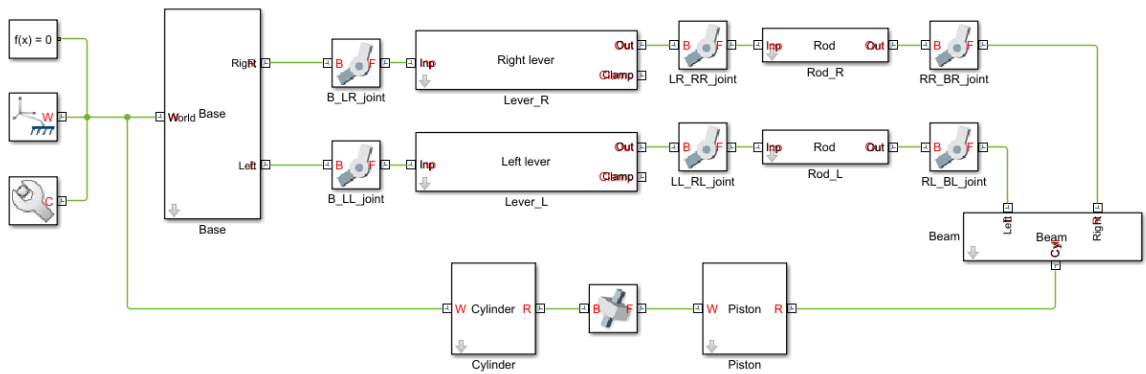 f(x) = 0
W
C
World
Base
Right
R
Left
L
Base
B F
B_LR_joint
Inp
Right lever
Out
Clamp
Lever_R
B F
LR_RR_joint
Inp
Rod
Out
Rod_R
B F
RR_BR_joint
B F
B_LL_joint
Inp
Left lever
Out
Clamp
Lever_L
B F
LL_RL_joint
Inp
Rod
Out
Rod_L
B F
RL_BL_joint
Beam
Left
Beam
Right
Cyl
W Cylinder R
Cylinder
B F
W Piston R
Piston